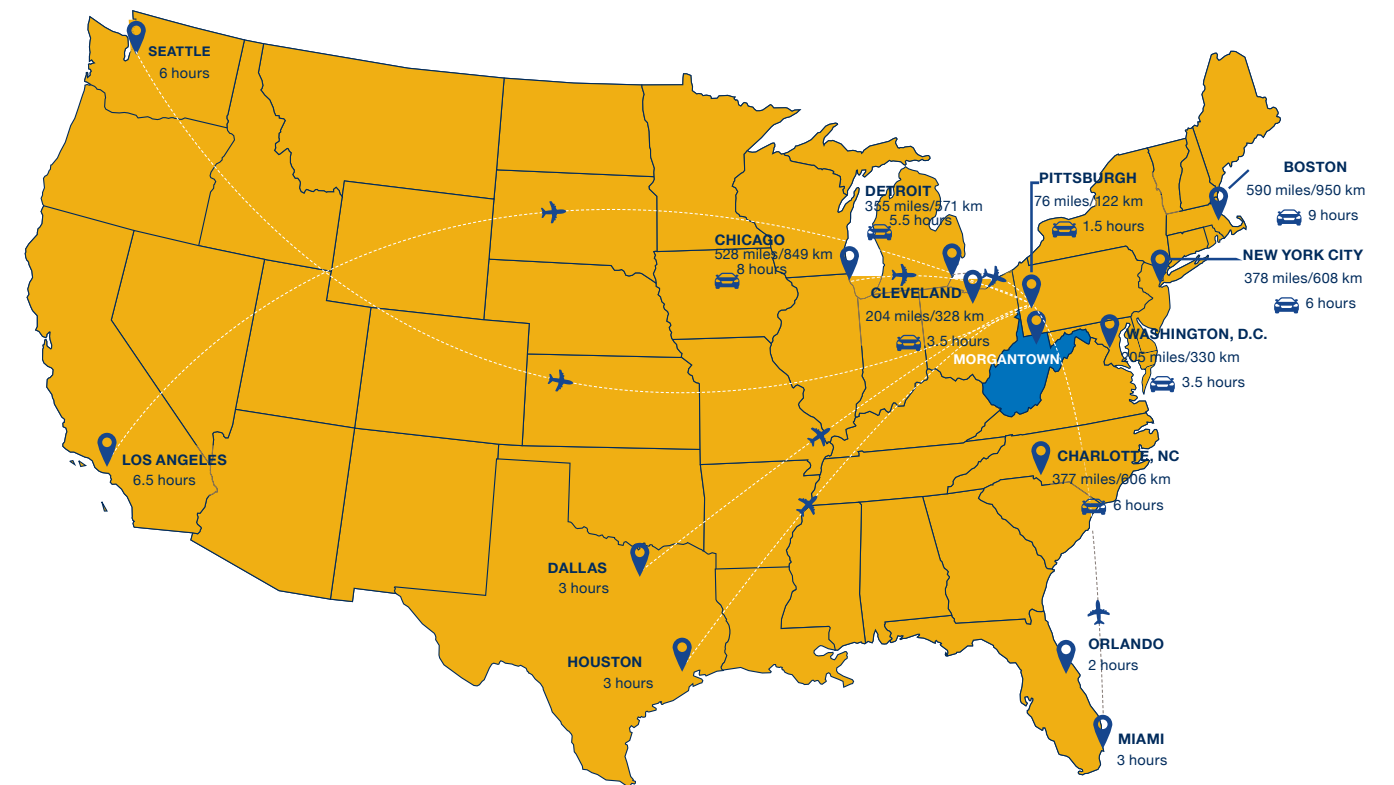 SEATTLE
6 hours
LOS ANGELES
6.5 hours
DALLAS
3 hours
HOUSTON
3 hours
CHICAGO
528 miles/849 km
8 hours
DETROIT
355 miles/571 km
5.5 hours
CLEVELAND
204 miles/328 km
3.5 hours
MORGANTOWN
PITTSBURGH
76 miles/122 km
1.5 hours
BOSTON
590 miles/950 km
9 hours
NEW YORK CITY
378 miles/608 km
6 hours
WASHINGTON, D.C.
205 miles/330 km
3.5 hours
CHARLOTTE, NC
377 miles/606 km
6 hours
ORLANDO
2 hours
MIAMI
3 hours